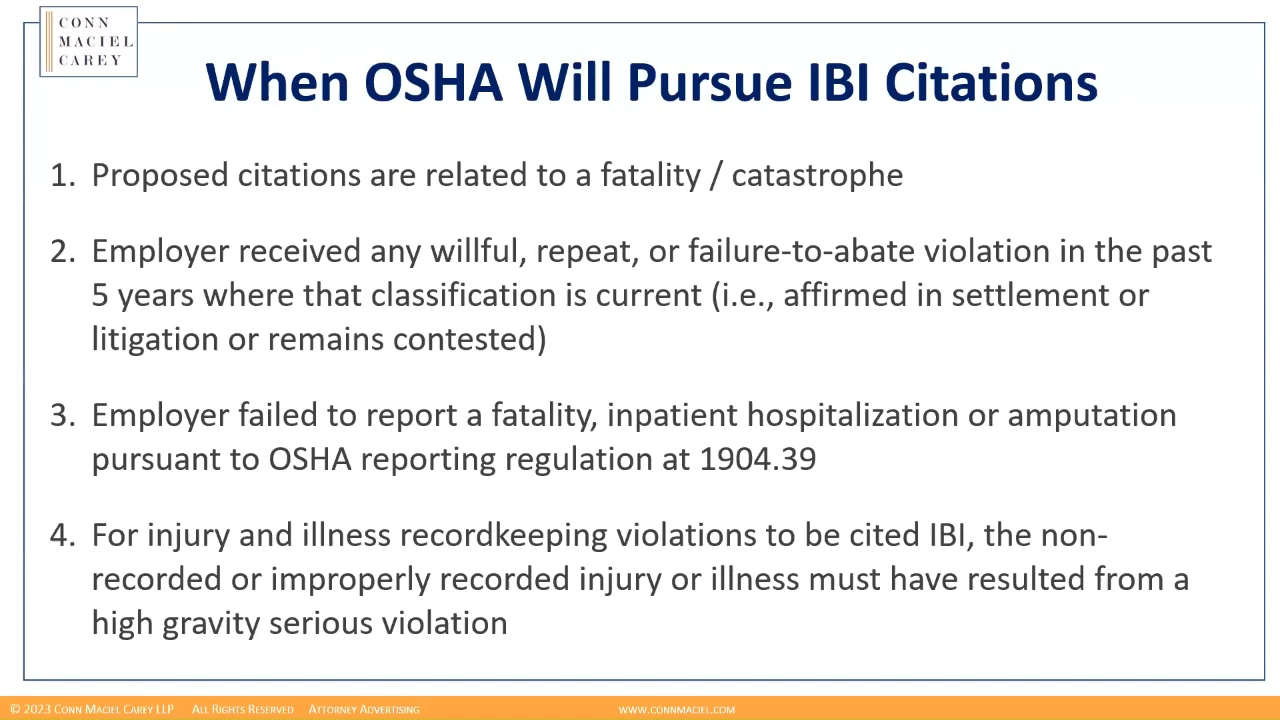 CONN
MACIEL
CAREY
When OSHA Will Pursue IBI Citations
1. Proposed citations are related to a fatality / catastrophe
2. Employer received any willful, repeat, or failure-to-abate violation in the past
5 years where that classification is current (i.e., affirmed in settlement or
litigation or remains contested)
3. Employer failed to report a fatality, inpatient hospitalization or amputation
pursuant to OSHA reporting regulation at 1904.39
4. For injury and illness recordkeeping violations to be cited IBI, the non-
recorded or improperly recorded injury or illness must have resulted from a
high gravity serious violation
© 2023 CONN MACIEL CAREY LLP ALL RIGHTS RESERVED ATTORNEY ADVERTISING WWW.CONNMACIEL.COM